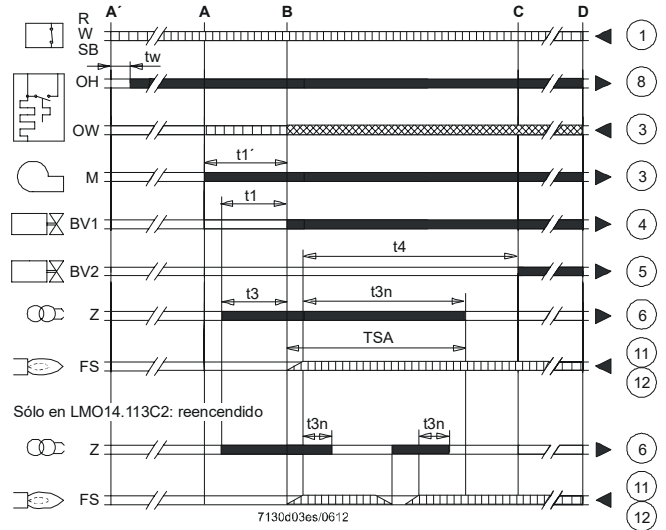 R A´ A B C D
W 1
SB
tw
OH 8
OW 3
t1´
M 3
t1
BV1 4
t4
BV2 5
t3 t3n
Z 6
TSA
FS 11
12
Sólo en LMO14.113C2: reencendido
t3n t3n
Z 6
FS 11
7130d03es/0612 12